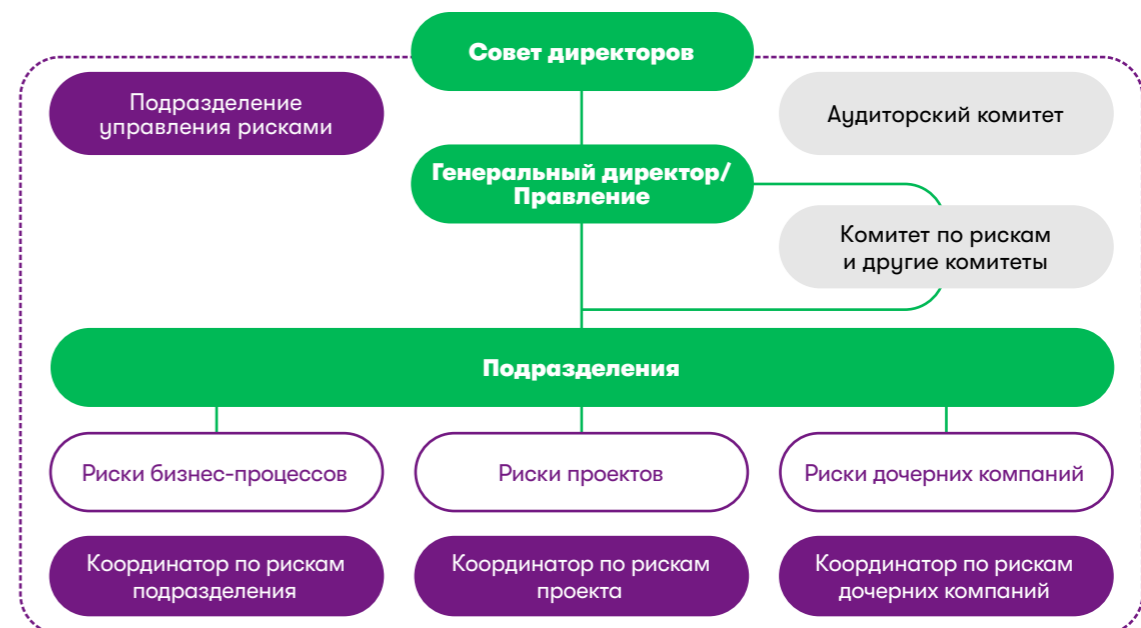 Совет директоров
Подразделение
управления рисками
Аудиторский комитет
Генеральный директор/
Правление
Комитет по рискам
и другие комитеты
Подразделения
Риски бизнес-процессов
Риски проектов
Риски дочерних компаний
Координатор по рискам
подразделения
Координатор по рискам
проекта
Координатор по рискам
дочерних компаний